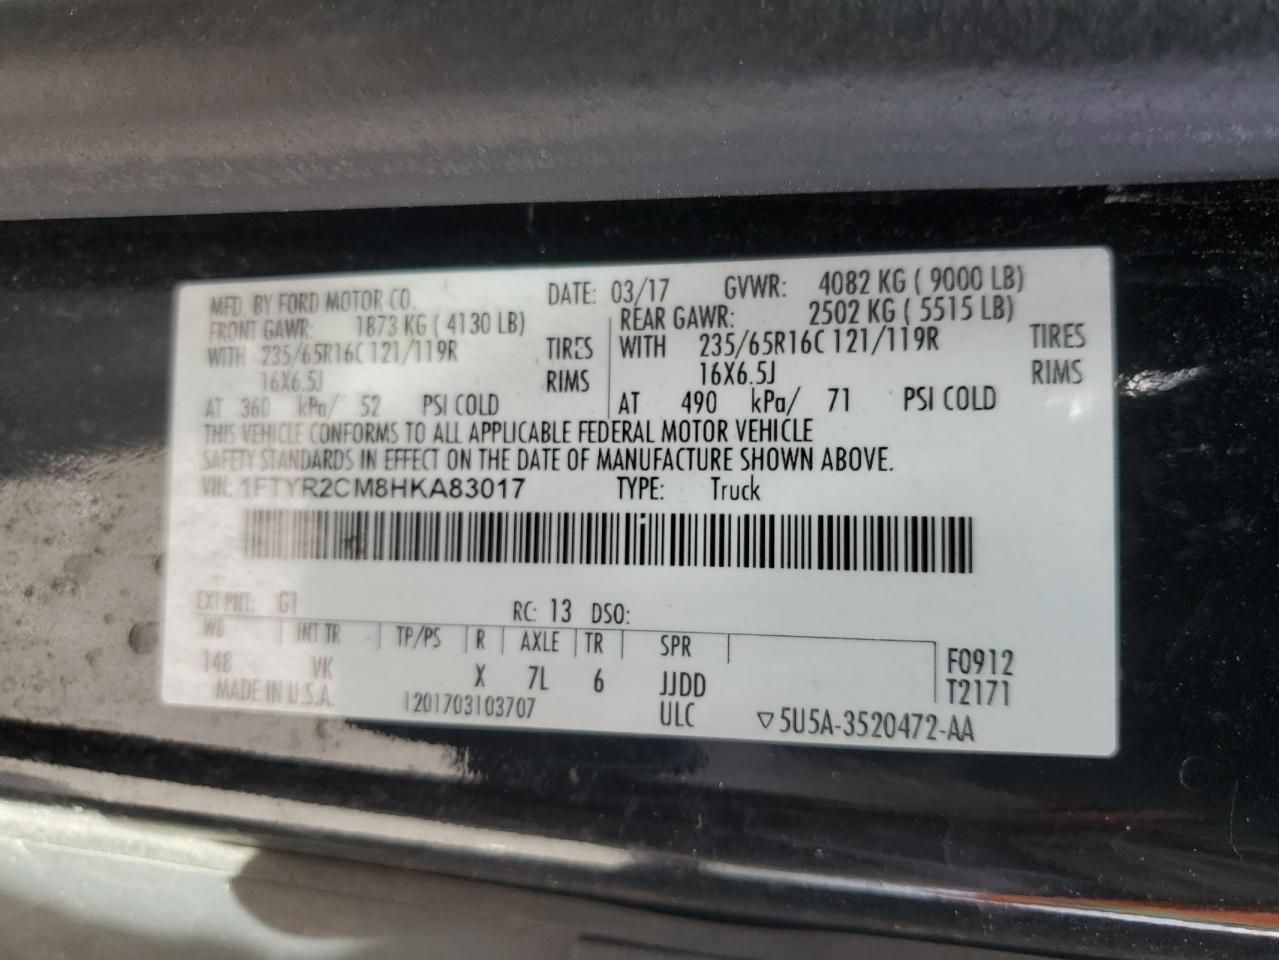 MFD. BY FORD MOTOR CO. DATE: 03/17 GVWR: 4082 KG ( 9000 LB)
FRONT GAWR: 1873 KG ( 4130 LB) REAR GAWR: 2502 KG ( 5515 LB)
WITH 235/65R16C 121/119R TIRES WITH 235/65R16C 121/119R TIRES
16X6.5J RIMS 16X6.5J RIMS
AT 360 kPa/ 52 PSI COLD AT 490 kPa/ 71 PSI COLD
THIS VEHICLE CONFORMS TO ALL APPLICABLE FEDERAL MOTOR VEHICLE
SAFETY STANDARDS IN EFFECT ON THE DATE OF MANUFACTURE SHOWN ABOVE.
VIN: 1FTYR2CM8HKA83017 TYPE: Truck
EXT PNT: G1 RC: 13 DSO:
WB INT TR TP/PS R AXLE TR SPR
148 VK X 7L 6 JJDD F0912
MADE IN U.S.A. 1201703103707 ULC T2171
▽5U5A-3520472-AA